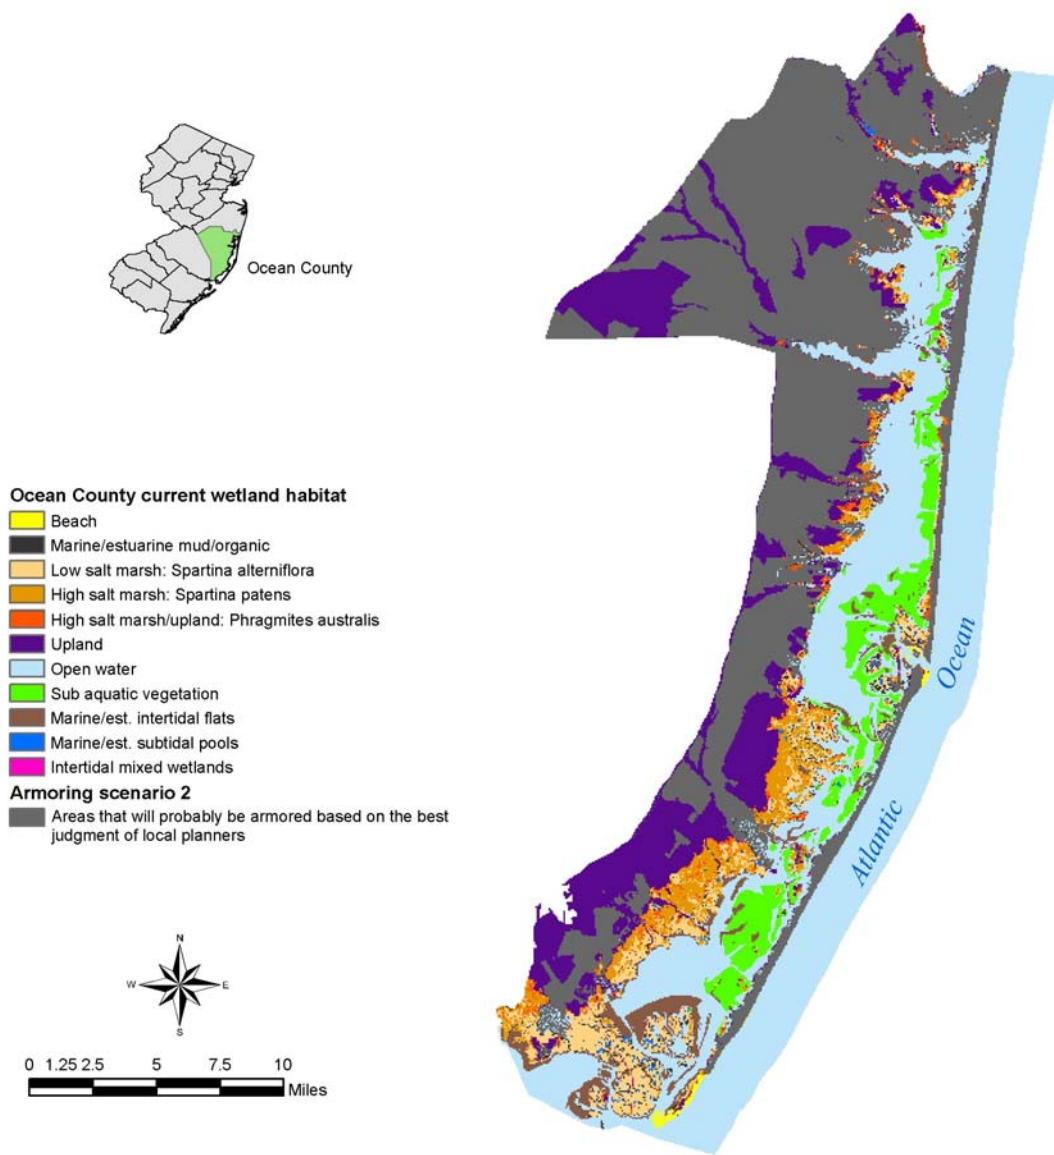 Ocean County
Ocean County current wetland habitat
Beach
Marine/estuarine mud/organic
Low salt marsh: Spartina alterniflora
High salt marsh: Spartina patens
High salt marsh/upland: Phragmites australis
Upland
Open water
Sub aquatic vegetation
Marine/est. intertidal flats
Marine/est. subtidal pools
Intertidal mixed wetlands
Armoring scenario 2
Areas that will probably be armored based on the best
judgment of local planners
N
W E
S
0 1.25 2.5 5 7.5 10
Miles
Atlantic
Ocean